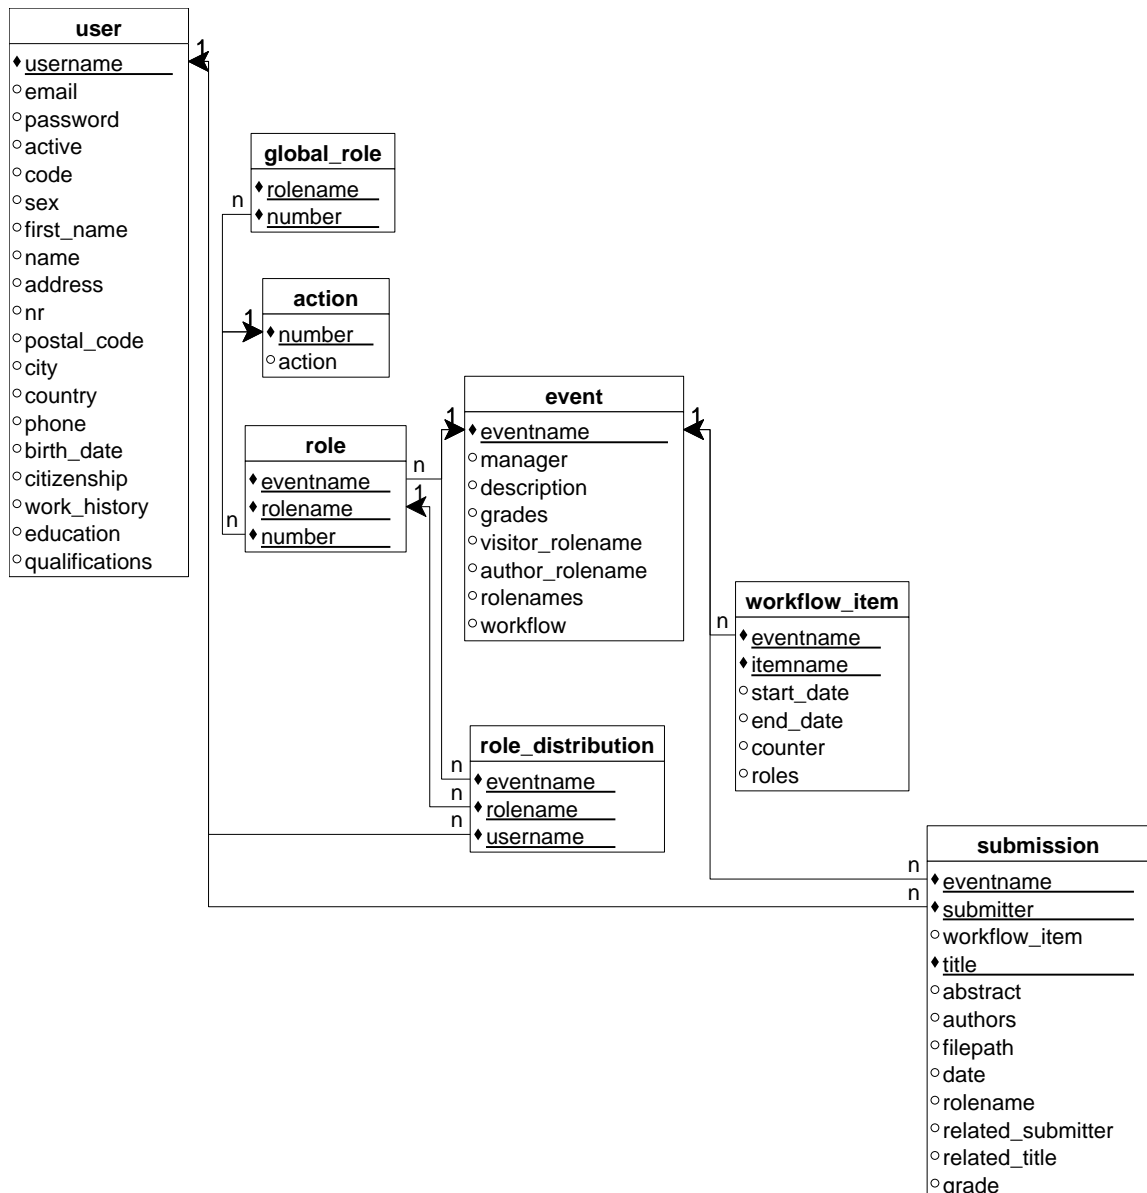 user
username
email
password
active
code
sex
first_name
name
address
nr
postal_code
city
country
phone
birth_date
citizenship
work_history
education
qualifications
1
global_role
rolename
number
n
action
number
action
1
role
eventname
rolename
number
n
1
n
event
eventname
manager
description
grades
visitor_rolename
author_rolename
rolenames
workflow
1
1
workflow_item
eventname
itemname
start_date
end_date
counter
roles
n
role_distribution
eventname
rolename
username
n
n
n
submission
eventname
submitter
workflow_item
title
abstract
authors
filepath
date
rolename
related_submitter
related_title
grade
n
n